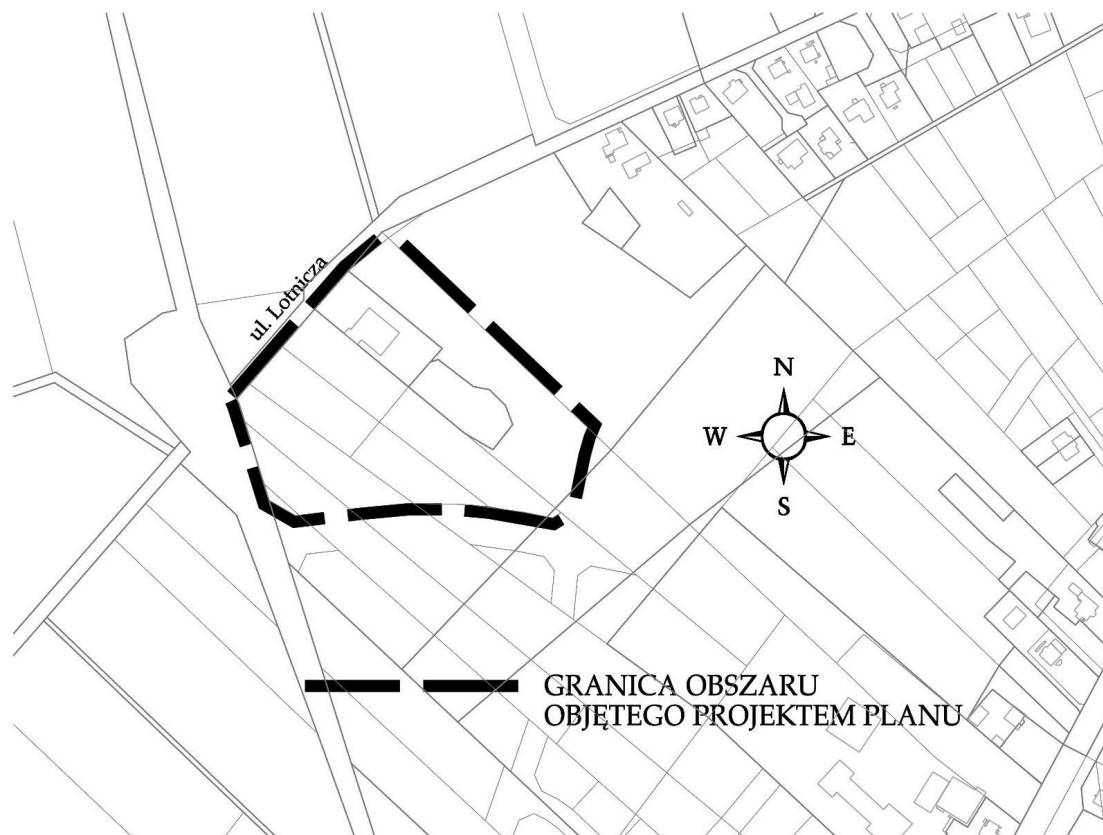 ul. Lotnicza
N
W E
S
GRANICA OBSZARU
OBJĘTEGO PROJEKTEM PLANU